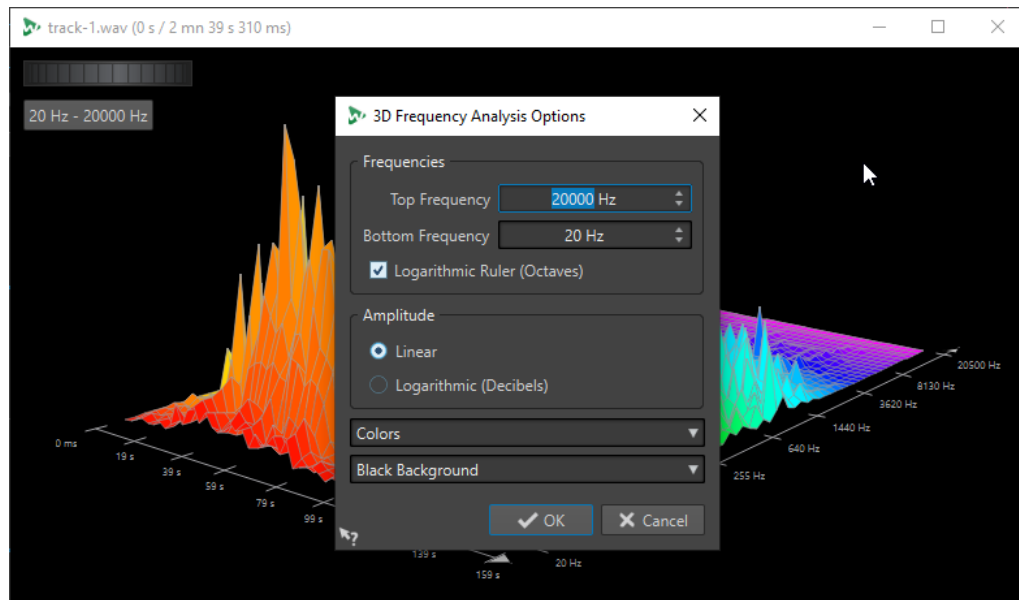 track-1.wav (0 s / 2 mn 39 s 310 ms)
20 Hz - 20000 Hz
3D Frequency Analysis Options
Frequencies
Top Frequency 20000 Hz
Bottom Frequency 20 Hz
Logarithmic Ruler (Octaves)
Amplitude
Linear
Logarithmic (Decibels)
Colors
Black Background
OK Cancel
0 ms
19 s
39 s
59 s
79 s
99 s
139 s
159 s
20 Hz
255 Hz
640 Hz
1440 Hz
3620 Hz
8130 Hz
20500 Hz